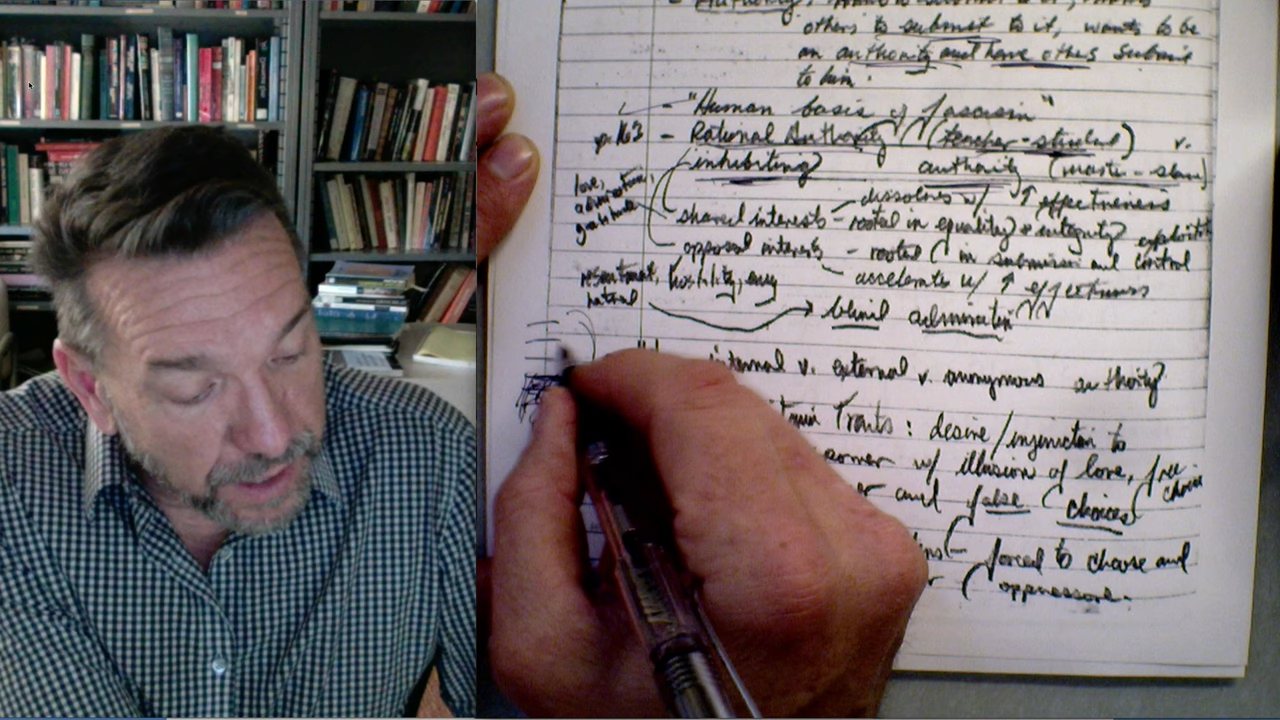 - Authority,
others to submit to it, wants to be
an authority and have others submit
to him.
- "Human basis of fascism"
p. 163 - Rational Authority (teacher-student) v.
(inhibiting) authority (master-slave)
love,
admiration,
gratitude
dissolves w/ ↑ effectiveness
shared interests - rooted in equality & integrity
opposed interests - rooted in submission and control
resentment, hostility, envy
accelerates w/ ↑ effectiveness
hatred
blind admiration
internal v. external v. anonymous authority
Traits: desire/injunction to
w/ illusion of love, free
choice
and false choices
- forced to choose and
oppressors.